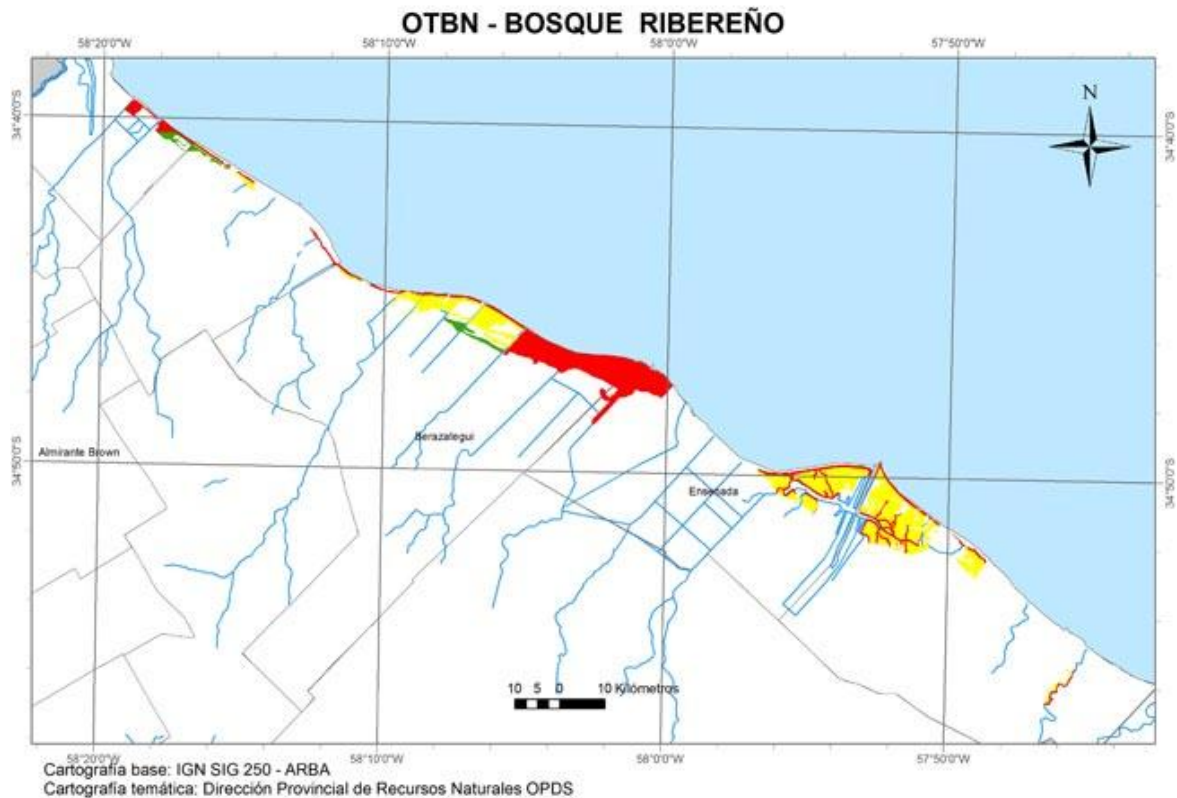 OTBN - BOSQUE RIBEREÑO
58°20'0"W 58°10'0"W 58°0'0"W 57°50'0"W
N
34°40'0"S 34°40'0"S
Berazategui
Almirante Brown
34°50'0"S 34°50'0"S
Ensenada
10 5 0 10 Kilómetros
58°20'0"W 58°10'0"W 58°0'0"W 57°50'0"W
Cartografía base: IGN SIG 250 - ARBA
Cartografía temática: Dirección Provincial de Recursos Naturales OPDS